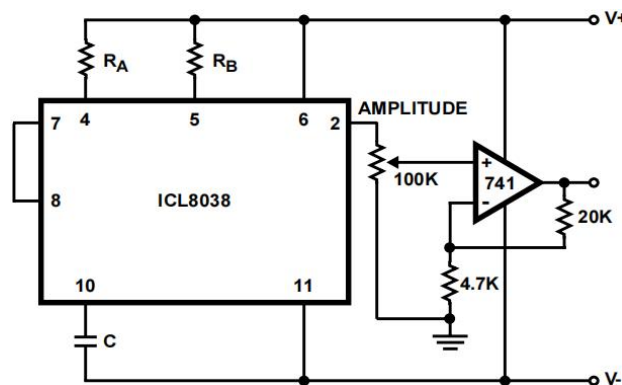 V+
RA
RB
4
5
6
7
2
AMPLITUDE
100K
+
741
-
8
ICL8038
20K
10
11
4.7K
C
V-